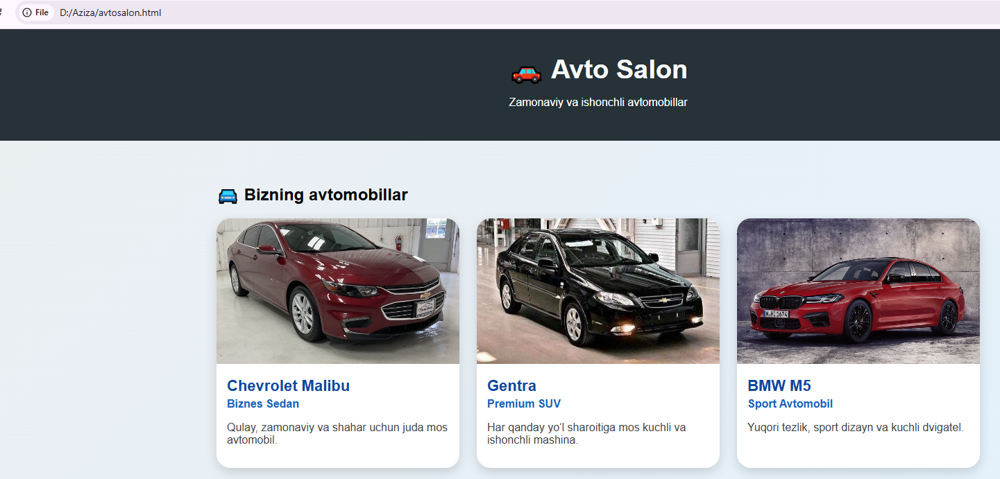 File D:/Aziza/avtosalon.html
🚗 Avto Salon
Zamonaviy va ishonchli avtomobillar
🚘 Bizning avtomobillar
M·HI 1674
Chevrolet Malibu
Biznes Sedan
Qulay, zamonaviy va shahar uchun juda mos
avtomobil.
Gentra
Premium SUV
Har qanday yo‘l sharoitiga mos kuchli va
ishonchli mashina.
BMW M5
Sport Avtomobil
Yuqori tezlik, sport dizayn va kuchli dvigatel.